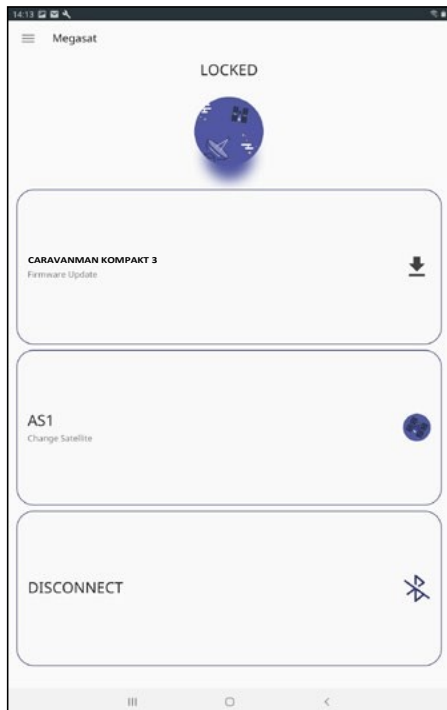 14:13
Megasat
LOCKED
CARAVANMAN KOMPAKT 3
Firmware Update
AS1
Change Satellite
DISCONNECT